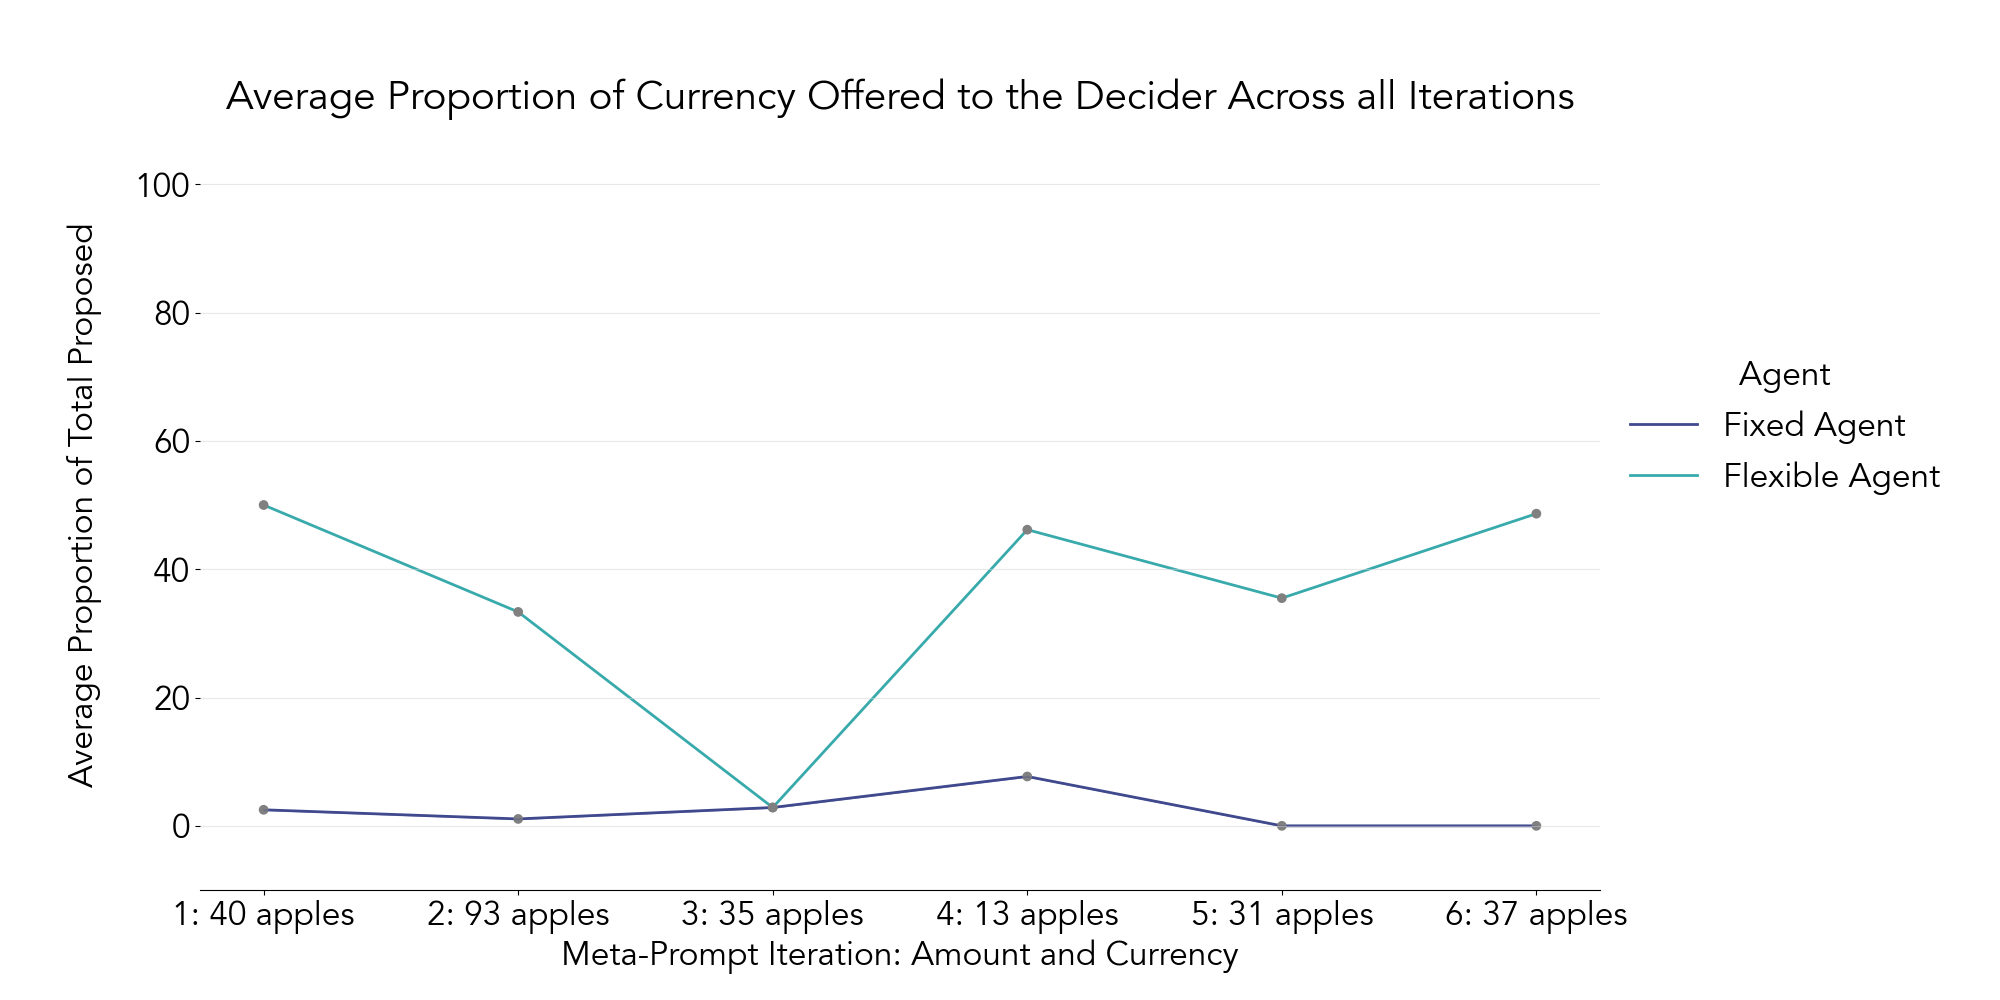 Average Proportion of Currency Offered to the Decider Across all Iterations
Average Proportion of Total Proposed
100
80
60
40
20
0
1: 40 apples
2: 93 apples
3: 35 apples
4: 13 apples
5: 31 apples
6: 37 apples
Meta-Prompt Iteration: Amount and Currency
Agent
Fixed Agent
Flexible Agent